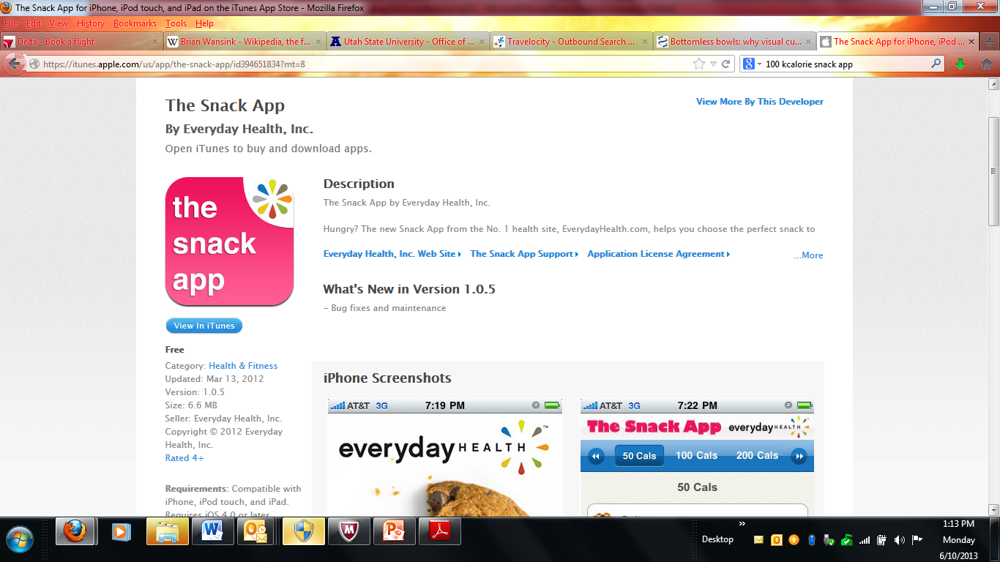 The Snack App for iPhone, iPod touch, and iPad on the iTunes App Store - Mozilla Firefox
File Edit View History Bookmarks Tools Help
Delta - Book a flight
Brian Wansink - Wikipedia, the f...
Utah State University - Office of ...
Travelocity - Outbound Search ...
Bottomless bowls: why visual cu...
The Snack App for iPhone, iPod ...
https://itunes.apple.com/us/app/the-snack-app/id394651834?mt=8
100 kcalorie snack app
The Snack App
View More By This Developer
By Everyday Health, Inc.
Open iTunes to buy and download apps.
the
snack
app
View In iTunes
Free
Category: Health & Fitness
Updated: Mar 13, 2012
Version: 1.0.5
Size: 6.6 MB
Seller: Everyday Health, Inc.
Copyright © 2012 Everyday
Health, Inc.
Rated 4+
Requirements: Compatible with
iPhone, iPod touch, and iPad.
Requires iOS 4.0 or later
Description
The Snack App by Everyday Health, Inc.
Hungry? The new Snack App from the No. 1 health site, EverydayHealth.com, helps you choose the perfect snack to
Everyday Health, Inc. Web Site The Snack App Support Application License Agreement ...More
What's New in Version 1.0.5
- Bug fixes and maintenance
iPhone Screenshots
AT&T 3G 7:19 PM
everyday HEALTH ™
AT&T 3G 7:22 PM
The Snack App everyday HEALTH
50 Cals 100 Cals 200 Cals
50 Cals
Desktop
1:13 PM
Monday
6/10/2013